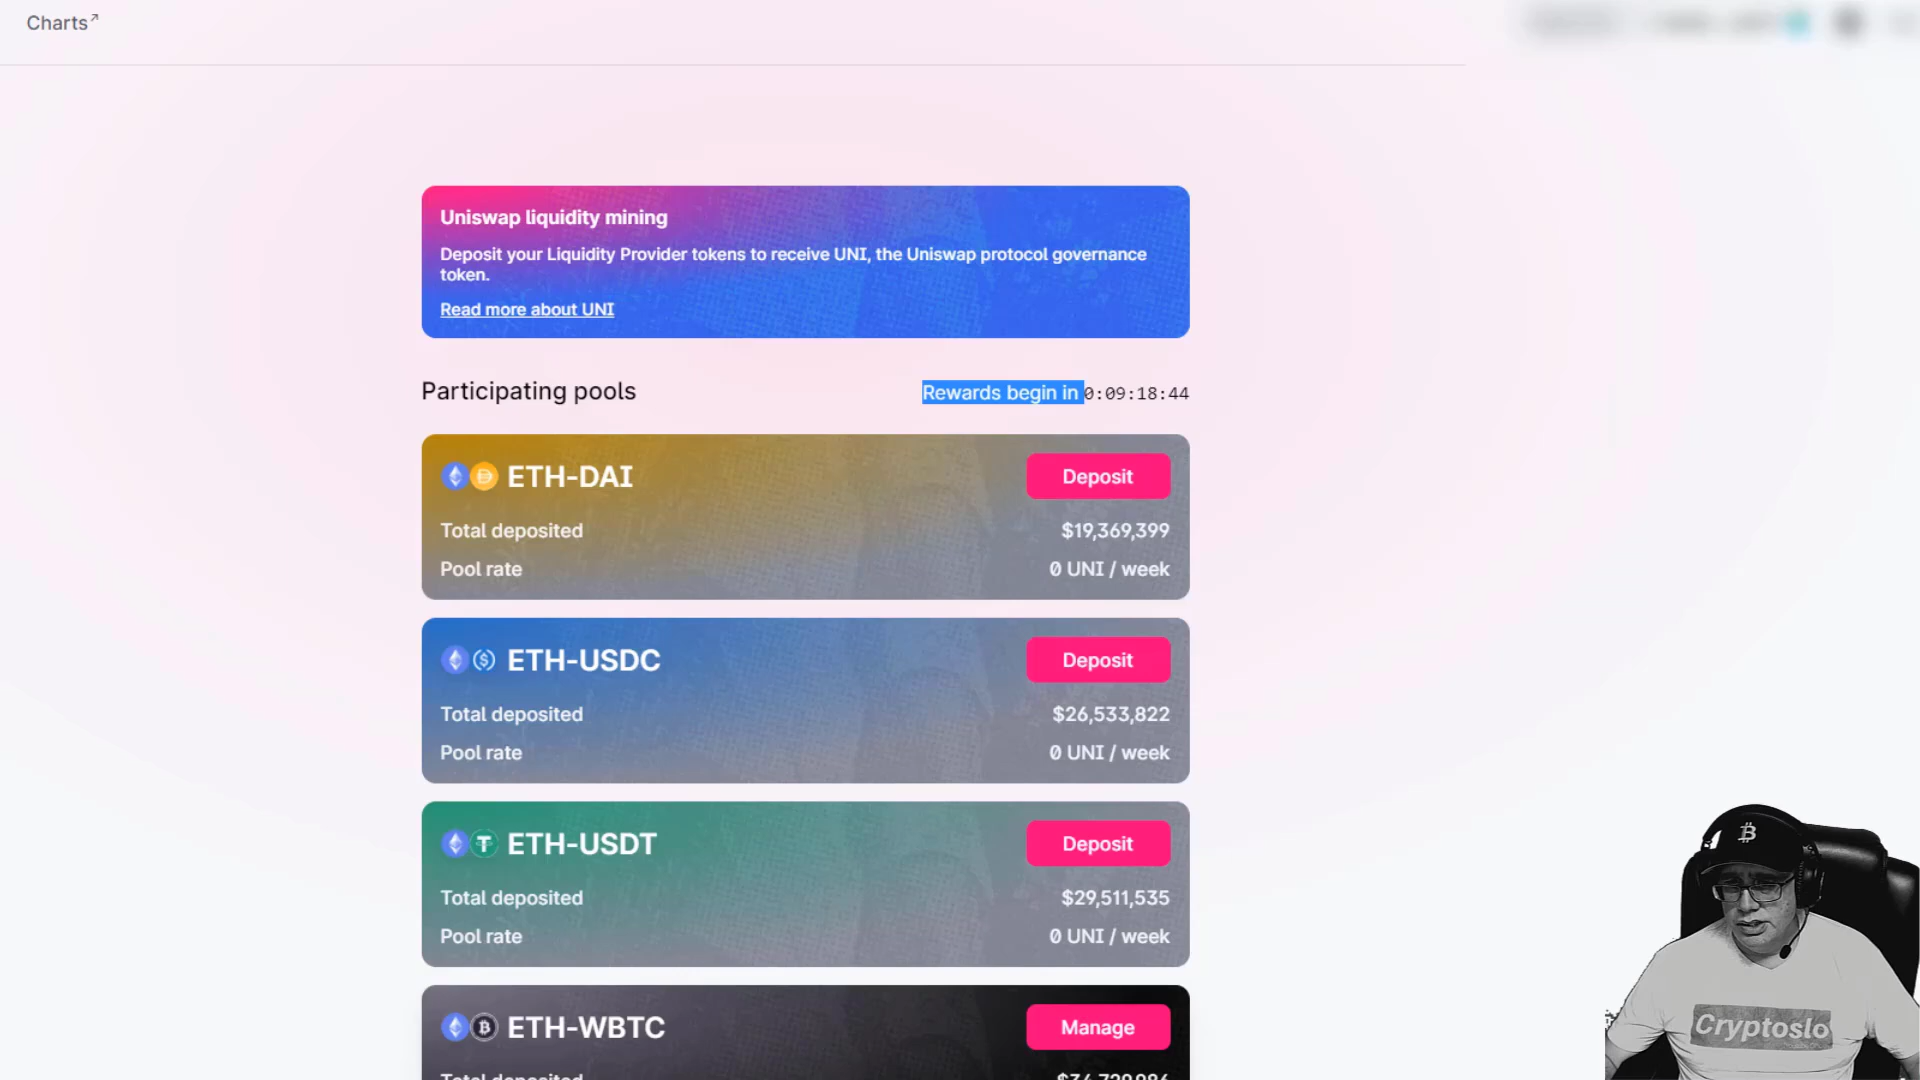 Charts↗
Uniswap liquidity mining
Deposit your Liquidity Provider tokens to receive UNI, the Uniswap protocol governance
token.
Read more about UNI
Participating pools
Rewards begin in 0:09:18:44
ETH-DAI
Deposit
Total deposited
$19,369,399
Pool rate
0 UNI / week
ETH-USDC
Deposit
Total deposited
$26,533,822
Pool rate
0 UNI / week
ETH-USDT
Deposit
Total deposited
$29,511,535
Pool rate
0 UNI / week
ETH-WBTC
Manage
Total deposited
Cryptoslo